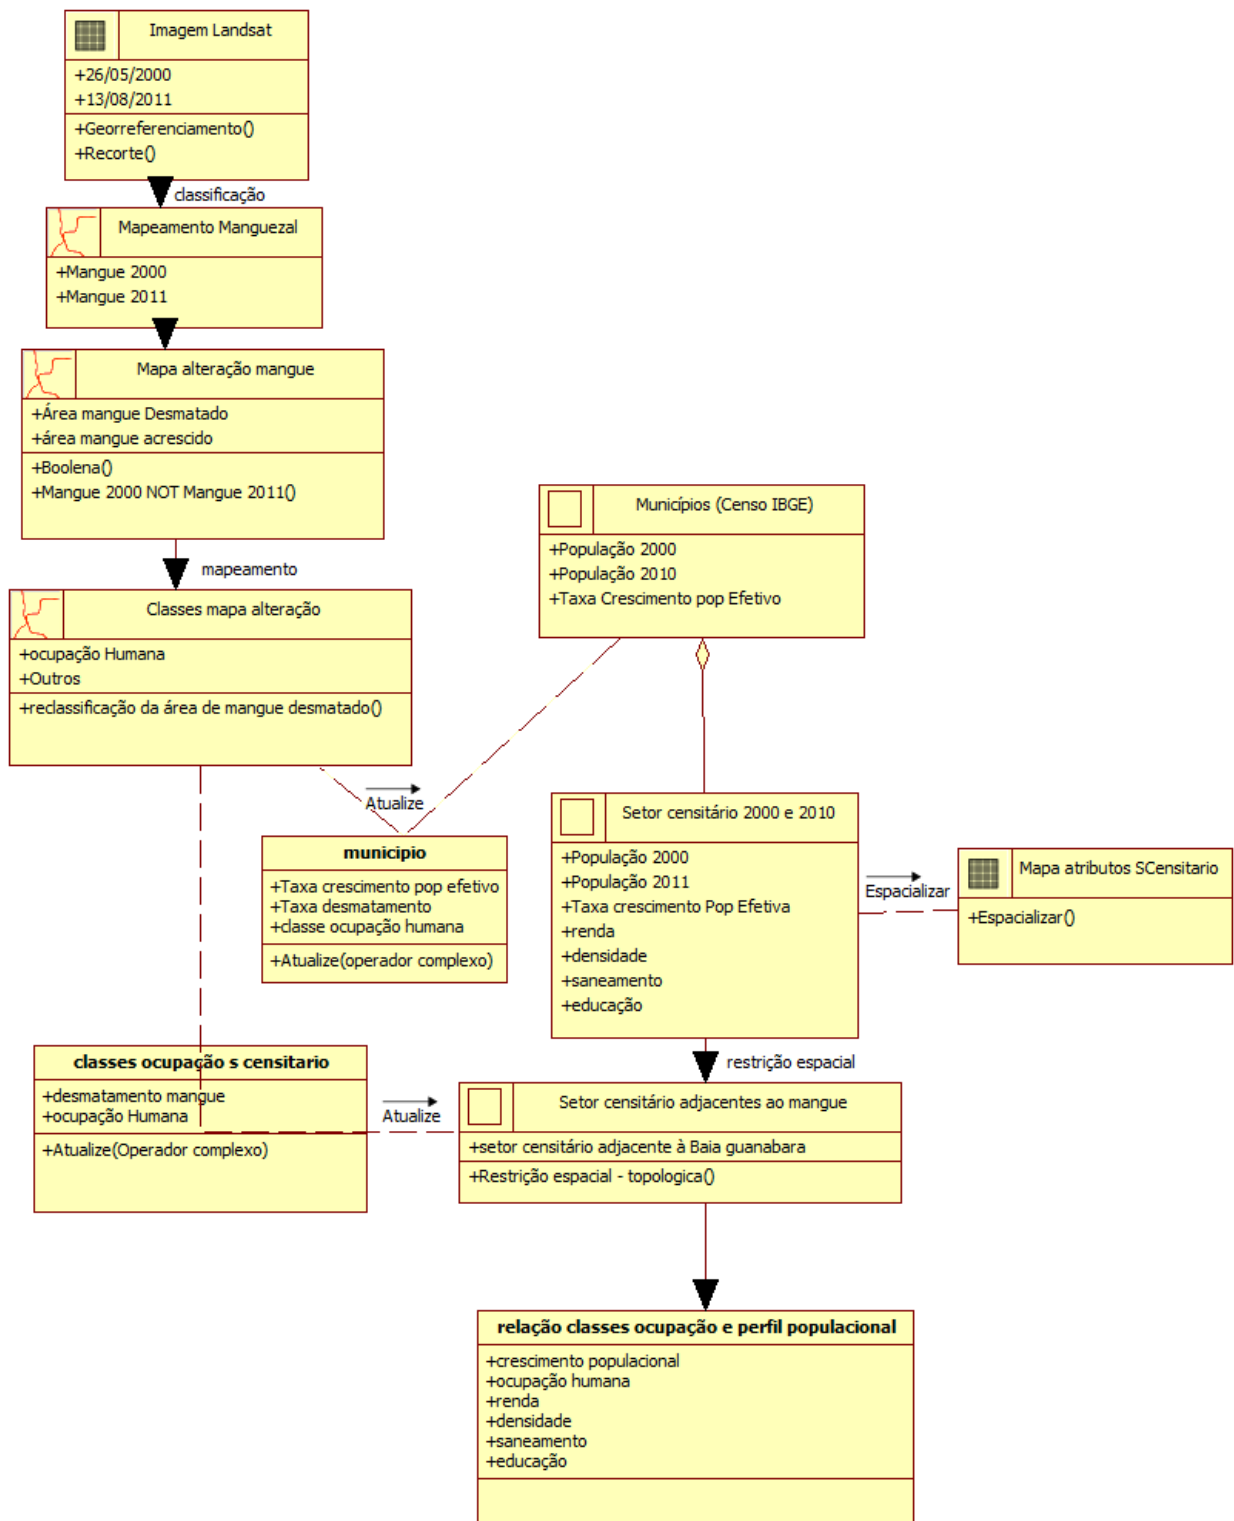 Imagem Landsat
+26/05/2000
+13/08/2011
+Georreferenciamento()
+Recorte()
classificação
Mapeamento Manguezal
+Mangue 2000
+Mangue 2011
Mapa alteração mangue
+Área mangue Desmatado
+área mangue acrescido
+Boolena()
+Mangue 2000 NOT Mangue 2011()
mapeamento
Classes mapa alteração
+ocupação Humana
+Outros
+reclassificação da área de mangue desmatado()
Municípios (Censo IBGE)
+População 2000
+População 2010
+Taxa Crescimento pop Efetivo
Atualize
municipio
+Taxa crescimento pop efetivo
+Taxa desmatamento
+classe ocupação humana
+Atualize(operador complexo)
Setor censitário 2000 e 2010
+População 2000
+População 2011
+Taxa crescimento Pop Efetiva
+renda
+densidade
+saneamento
+educação
Espacializar
Mapa atributos SCensitario
+Espacializar()
restrição espacial
classes ocupação s censitario
+desmatamento mangue
+ocupação Humana
+Atualize(Operador complexo)
Atualize
Setor censitário adjacentes ao mangue
+setor censitário adjacente à Baia guanabara
+Restrição espacial - topologica()
relação classes ocupação e perfil populacional
+crescimento populacional
+ocupação humana
+renda
+densidade
+saneamento
+educação